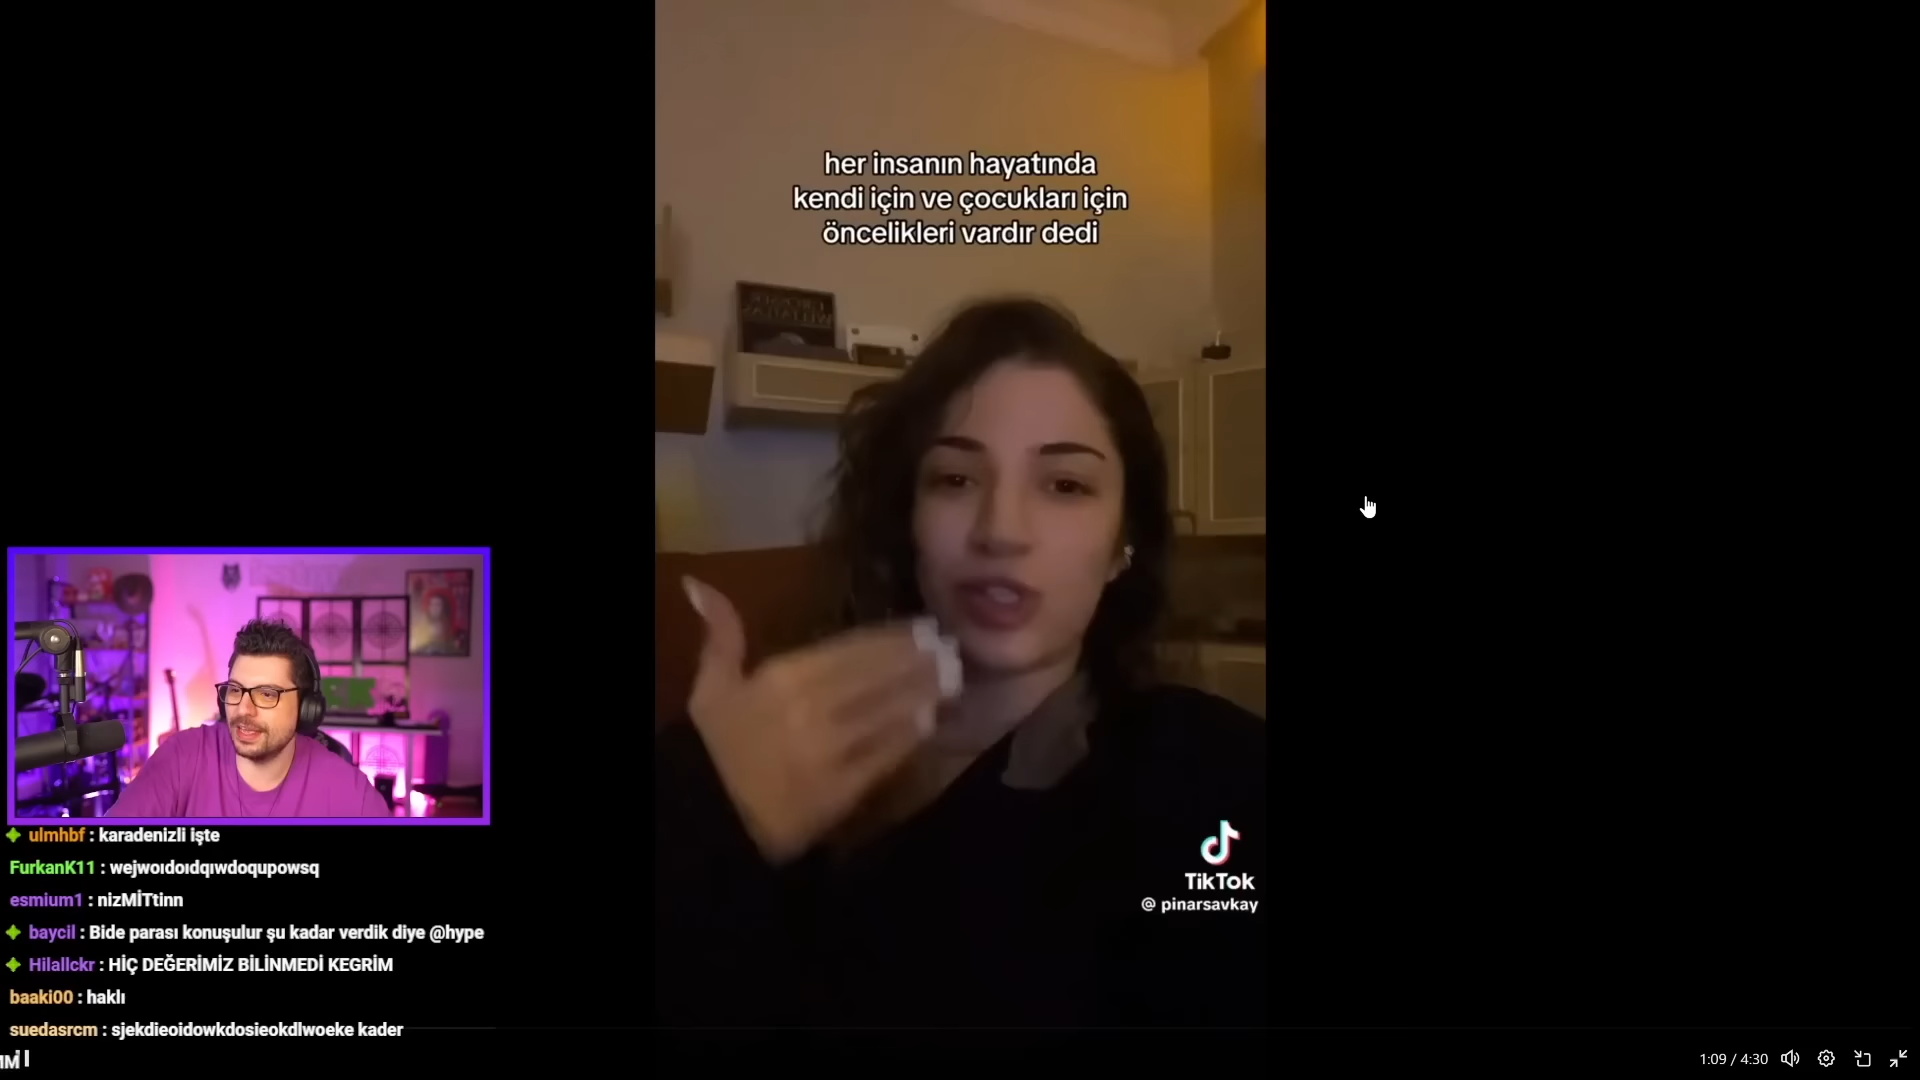 her insanın hayatında
kendi için ve çocukları için
öncelikleri vardır dedi
TikTok
@ pinarsavkay
ulmhbf : karadenizli işte
FurkanK11 : wejwoıdoıdqıwdoqupowsq
esmium1 : nizMİTtinn
baycil : Bide parası konuşulur şu kadar verdik diye @hype
Hilallckr : HİÇ DEĞERİMİZ BİLİNMEDİ KEGRİM
baaki00 : haklı
suedasrcm : sjekdieoidowkdosieokdlwoeke kader
1:09 / 4:30